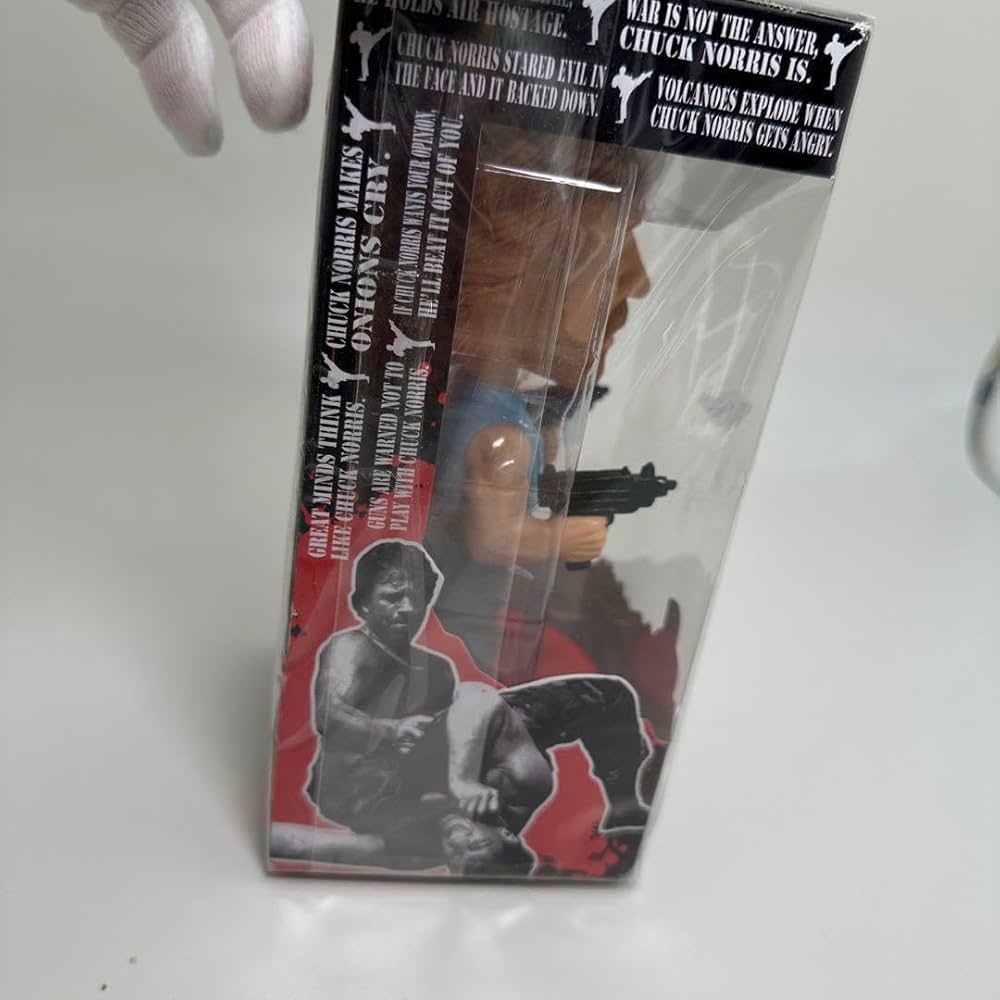 HOLDS AIR HOSTAGE.
CHUCK NORRIS STARED EVIL IN
THE FACE AND IT BACKED DOWN.
WAR IS NOT THE ANSWER,
CHUCK NORRIS IS.
VOLCANOES EXPLODE WHEN
CHUCK NORRIS GETS ANGRY.
CHUCK NORRIS MAKES
ONIONS CRY.
IF CHUCK NORRIS WANTS YOUR OPINION,
HE'LL BEAT IT OUT OF YOU.
GREAT MINDS THINK
LIKE CHUCK NORRIS.
GUNS ARE WARNED NOT TO
PLAY WITH CHUCK NORRIS.